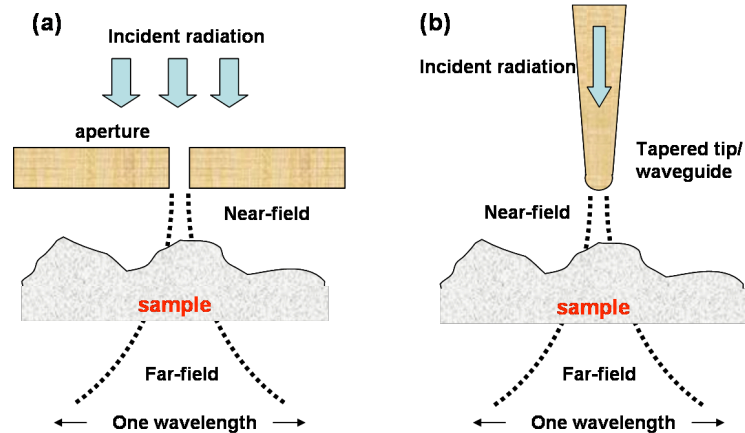 (a)
Incident radiation
aperture
Near-field
sample
Far-field
One wavelength
(b)
Incident radiation
Tapered tip/
waveguide
Near-field
sample
Far-field
One wavelength